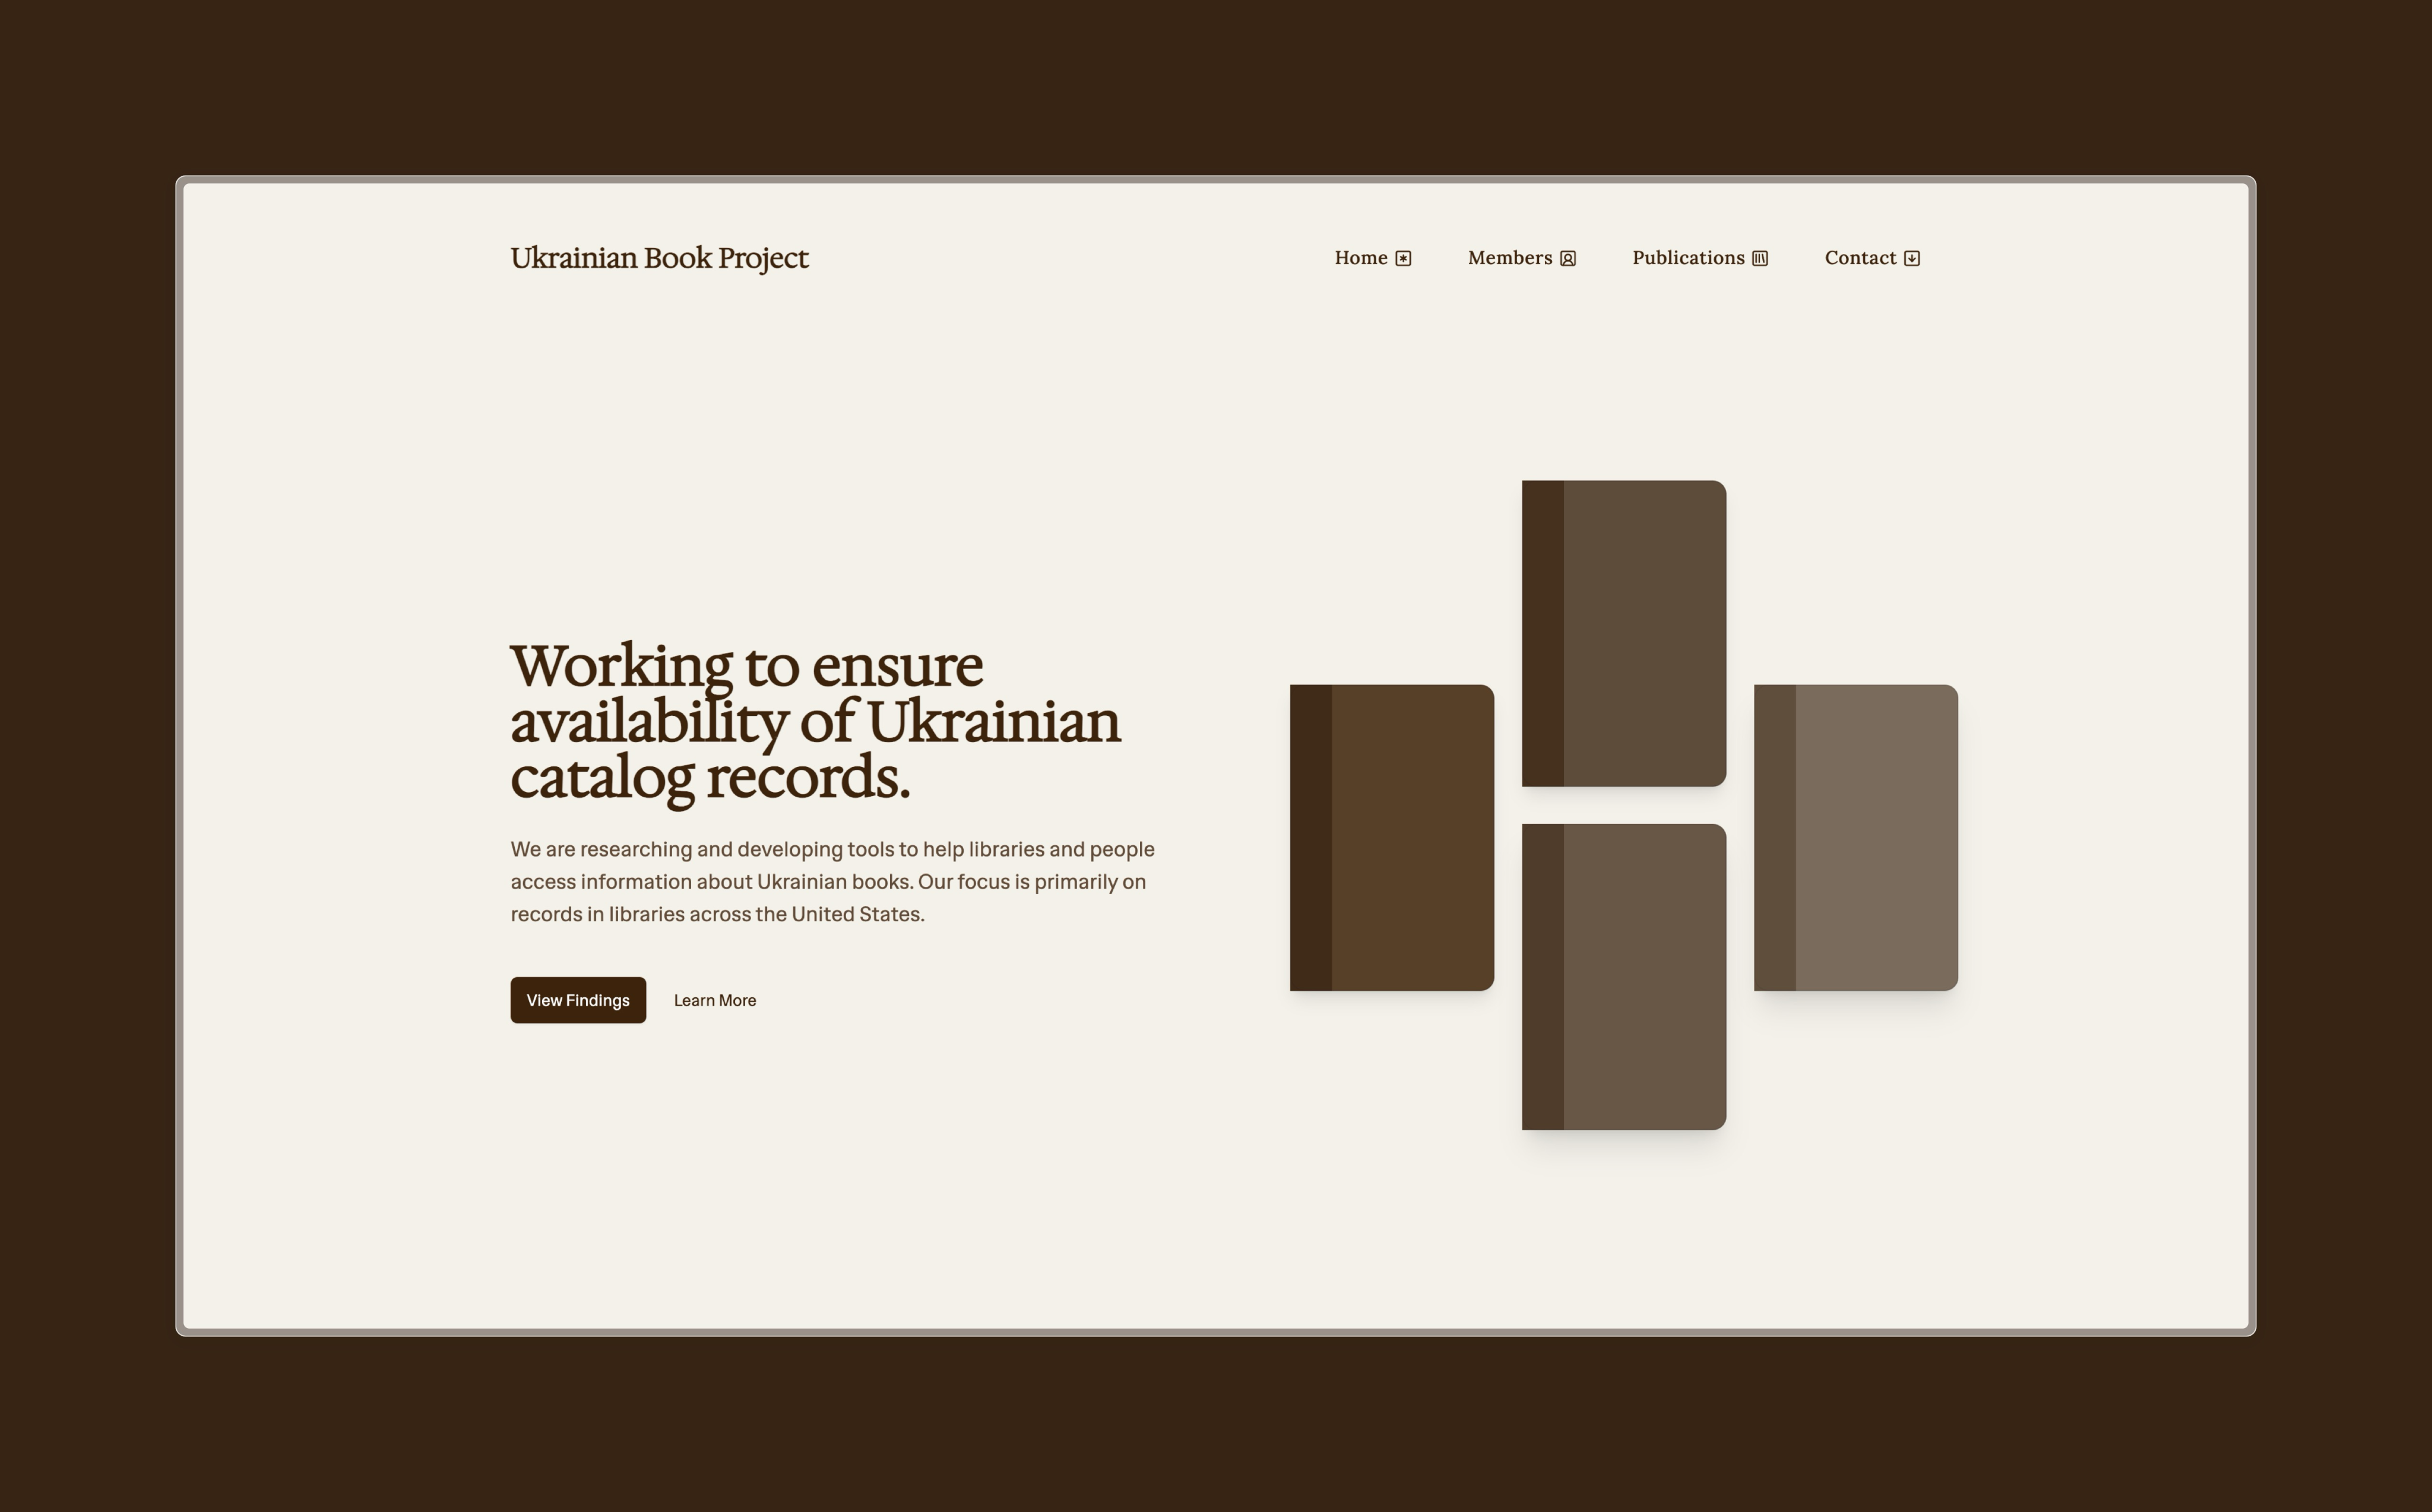 Ukrainian Book Project
Home
Members
Publications
Contact
Working to ensure
availability of Ukrainian
catalog records.
We are researching and developing tools to help libraries and people
access information about Ukrainian books. Our focus is primarily on
records in libraries across the United States.
View Findings
Learn More